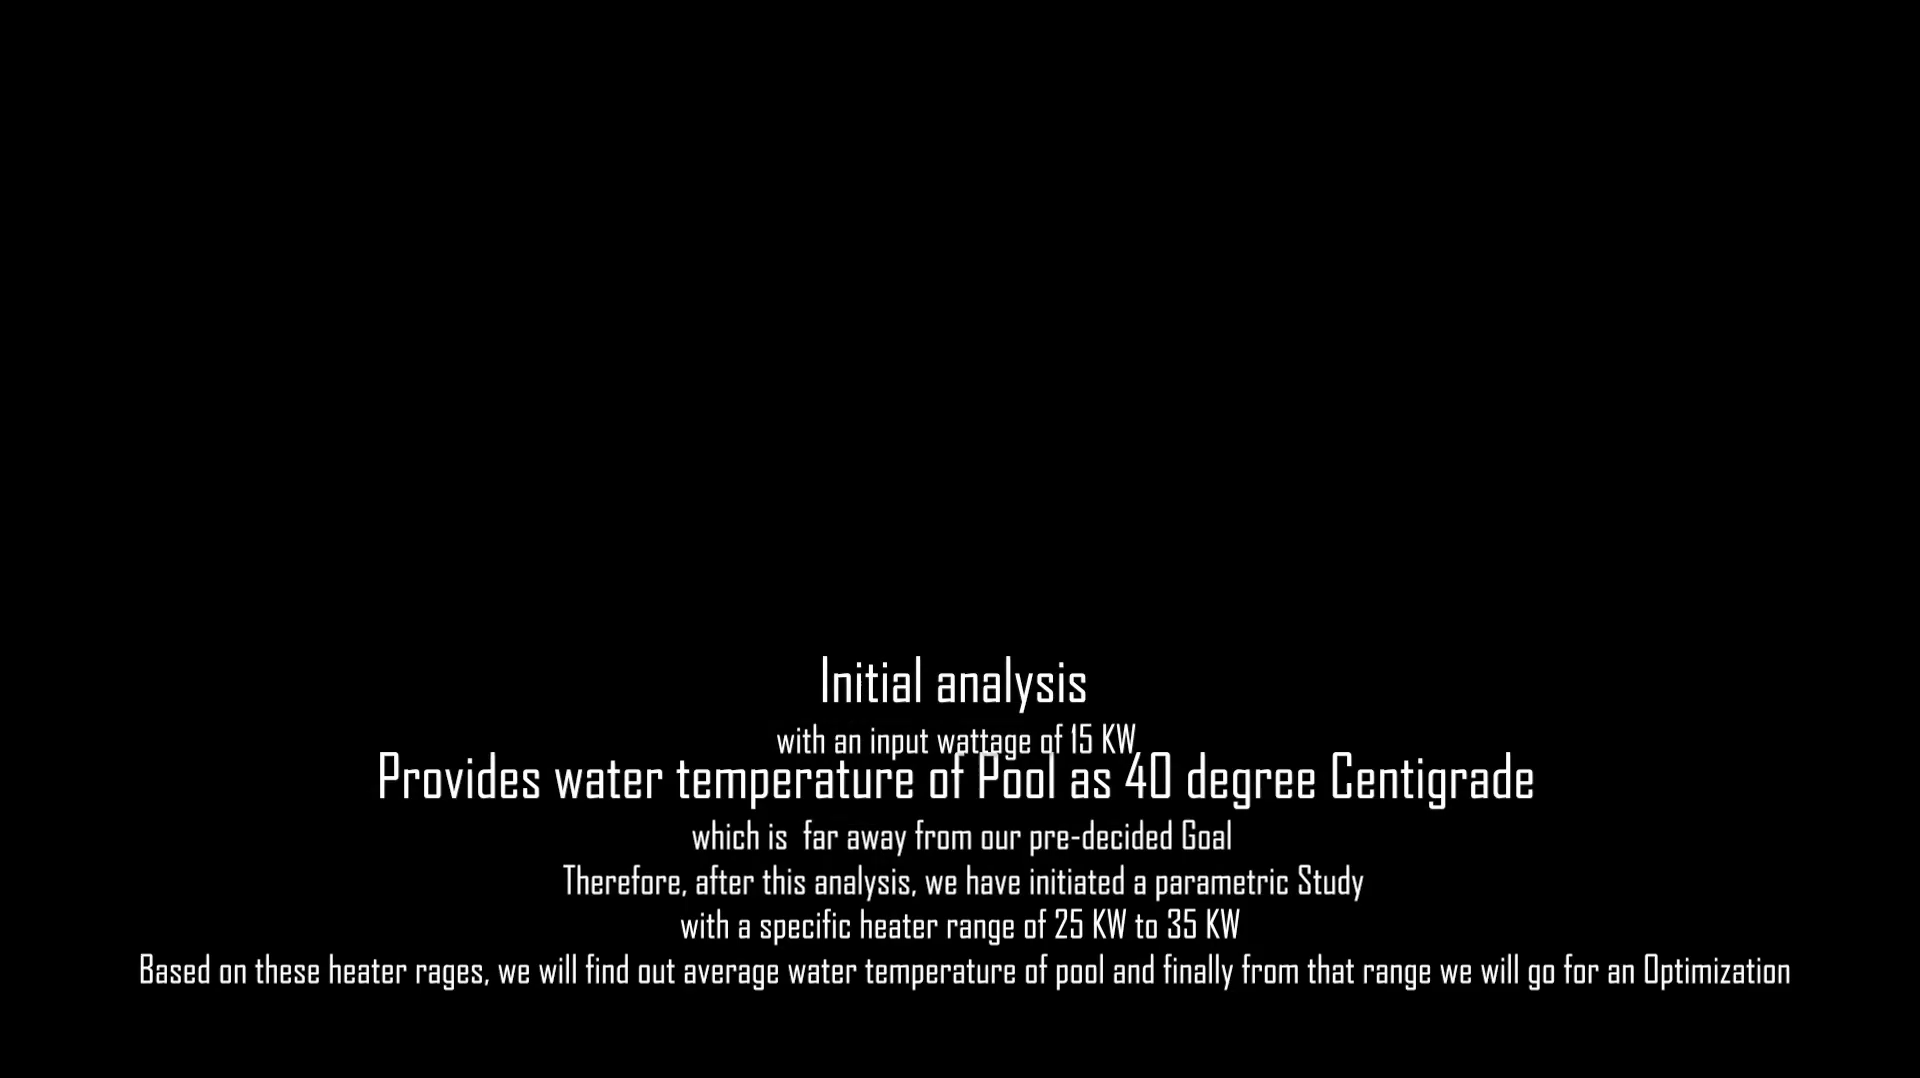 Initial analysis
with an input wattage of 15 KW
Provides water temperature of Pool as 40 degree Centigrade
which is  far away from our pre-decided Goal
Therefore, after this analysis, we have initiated a parametric Study
with a specific heater range of 25 KW to 35 KW
Based on these heater rages, we will find out average water temperature of pool and finally from that range we will go for an Optimization